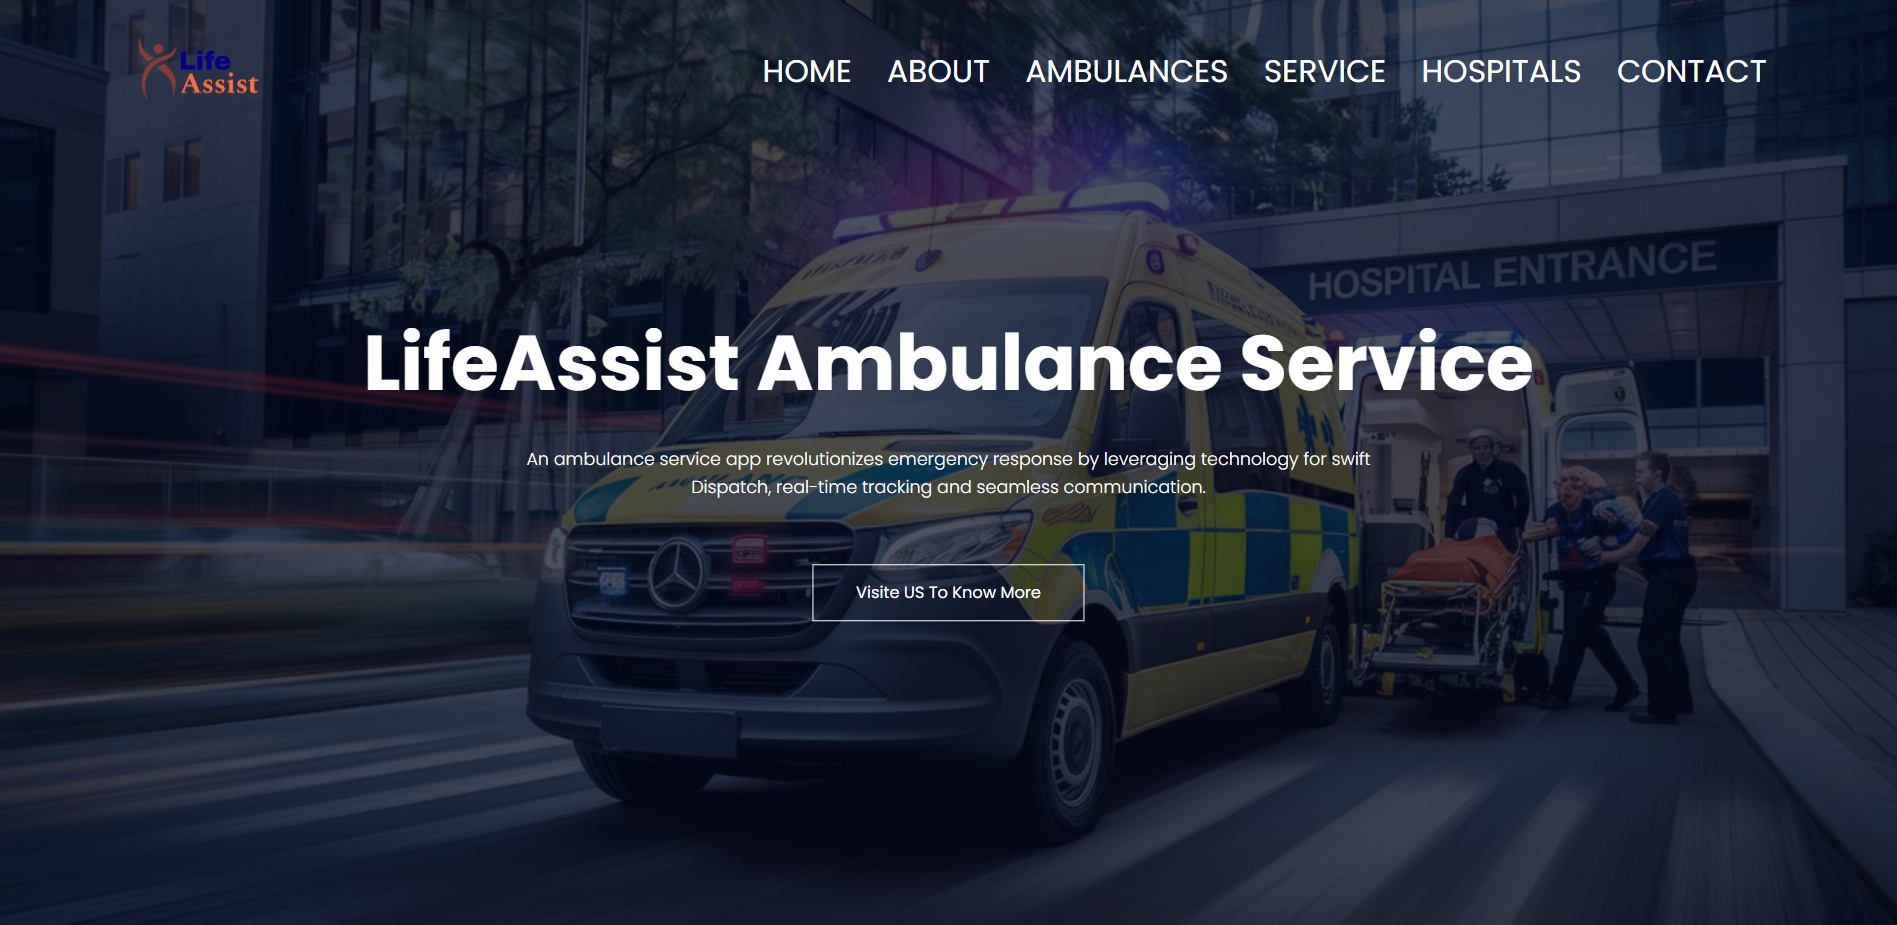 Life
Assist
HOME ABOUT AMBULANCES SERVICE HOSPITALS CONTACT
HOSPITAL ENTRANCE
LifeAssist Ambulance Service
An ambulance service app revolutionizes emergency response by leveraging technology for swift
Dispatch, real-time tracking and seamless communication.
Visite US To Know More